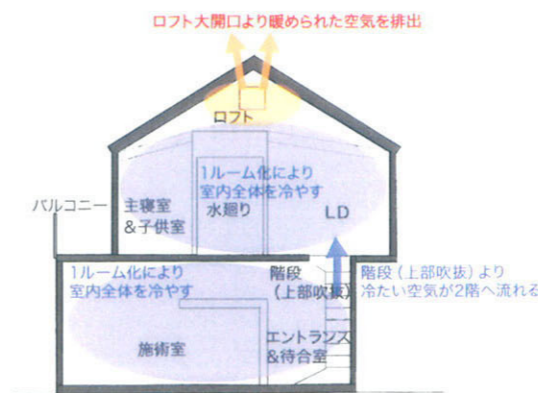 ロフト大開口より暖められた空気を排出
ロフト
1ルーム化により
室内全体を冷やす
バルコニー
主寝室
&子供室
水廻り
LD
1ルーム化により
室内全体を冷やす
階段
(上部吹抜)
階段(上部吹抜)より
冷たい空気が2階へ流れる
施術室
エントランス
&待合室